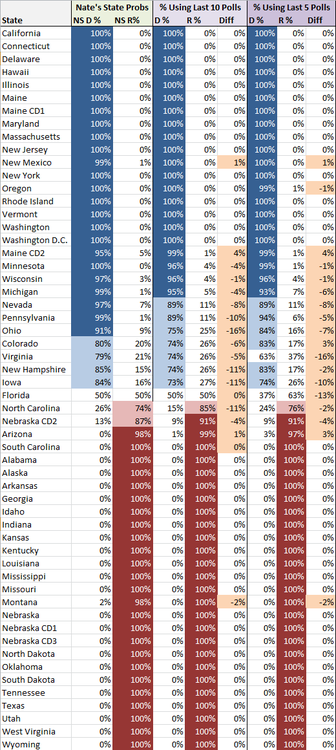 Nate's State Probs % Using Last 10 Polls % Using Last 5 Polls
State NS D % NS R% D % R % Diff D % R % Diff
California 100% 0% 100% 0% 0% 100% 0% 0%
Connecticut 100% 0% 100% 0% 0% 100% 0% 0%
Delaware 100% 0% 100% 0% 0% 100% 0% 0%
Hawaii 100% 0% 100% 0% 0% 100% 0% 0%
Illinois 100% 0% 100% 0% 0% 100% 0% 0%
Maine 100% 0% 100% 0% 0% 100% 0% 0%
Maine CD1 100% 0% 100% 0% 0% 100% 0% 0%
Maryland 100% 0% 100% 0% 0% 100% 0% 0%
Massachusetts 100% 0% 100% 0% 0% 100% 0% 0%
New Jersey 100% 0% 100% 0% 0% 100% 0% 0%
New Mexico 99% 1% 100% 0% 1% 100% 0% 1%
New York 100% 0% 100% 0% 0% 100% 0% 0%
Oregon 100% 0% 100% 0% 0% 99% 1% -1%
Rhode Island 100% 0% 100% 0% 0% 100% 0% 0%
Vermont 100% 0% 100% 0% 0% 100% 0% 0%
Washington 100% 0% 100% 0% 0% 100% 0% 0%
Washington D.C. 100% 0% 100% 0% 0% 100% 0% 0%
Maine CD2 95% 5% 99% 1% 4% 99% 1% 4%
Minnesota 100% 0% 96% 4% -4% 99% 1% -1%
Wisconsin 97% 3% 96% 4% -1% 96% 4% -1%
Michigan 99% 1% 95% 5% -4% 93% 7% -6%
Nevada 97% 7% 89% 11% -8% 89% 11% -8%
Pennsylvania 99% 1% 89% 11% -10% 94% 6% -5%
Ohio 91% 9% 75% 25% -16% 84% 16% -7%
Colorado 80% 20% 74% 26% -6% 83% 17% 3%
Virginia 79% 21% 74% 26% -5% 63% 37% -16%
New Hampshire 85% 15% 74% 26% -11% 83% 17% -2%
Iowa 84% 16% 73% 27% -11% 74% 26% -10%
Florida 50% 50% 50% 50% 0% 37% 63% -13%
North Carolina 26% 74% 15% 85% -11% 24% 76% -2%
Nebraska CD2 13% 87% 9% 91% -4% 9% 91% -4%
Arizona 0% 98% 1% 99% 1% 3% 97% 3%
South Carolina 0% 100% 0% 100% 0% 0% 100% 0%
Alabama 0% 100% 0% 100% 0% 0% 100% 0%
Alaska 0% 100% 0% 100% 0% 0% 100% 0%
Arkansas 0% 100% 0% 100% 0% 0% 100% 0%
Georgia 0% 100% 0% 100% 0% 0% 100% 0%
Idaho 0% 100% 0% 100% 0% 0% 100% 0%
Indiana 0% 100% 0% 100% 0% 0% 100% 0%
Kansas 0% 100% 0% 100% 0% 0% 100% 0%
Kentucky 0% 100% 0% 100% 0% 0% 100% 0%
Louisiana 0% 100% 0% 100% 0% 0% 100% 0%
Mississippi 0% 100% 0% 100% 0% 0% 100% 0%
Missouri 0% 100% 0% 100% 0% 0% 100% 0%
Montana 2% 98% 0% 100% -2% 0% 100% -2%
Nebraska 0% 100% 0% 100% 0% 0% 100% 0%
Nebraska CD1 0% 100% 0% 100% 0% 0% 100% 0%
Nebraska CD3 0% 100% 0% 100% 0% 0% 100% 0%
North Dakota 0% 100% 0% 100% 0% 0% 100% 0%
Oklahoma 0% 100% 0% 100% 0% 0% 100% 0%
South Dakota 0% 100% 0% 100% 0% 0% 100% 0%
Tennessee 0% 100% 0% 100% 0% 0% 100% 0%
Texas 0% 100% 0% 100% 0% 0% 100% 0%
Utah 0% 100% 0% 100% 0% 0% 100% 0%
West Virginia 0% 100% 0% 100% 0% 0% 100% 0%
Wyoming 0% 100% 0% 100% 0% 0% 100% 0%